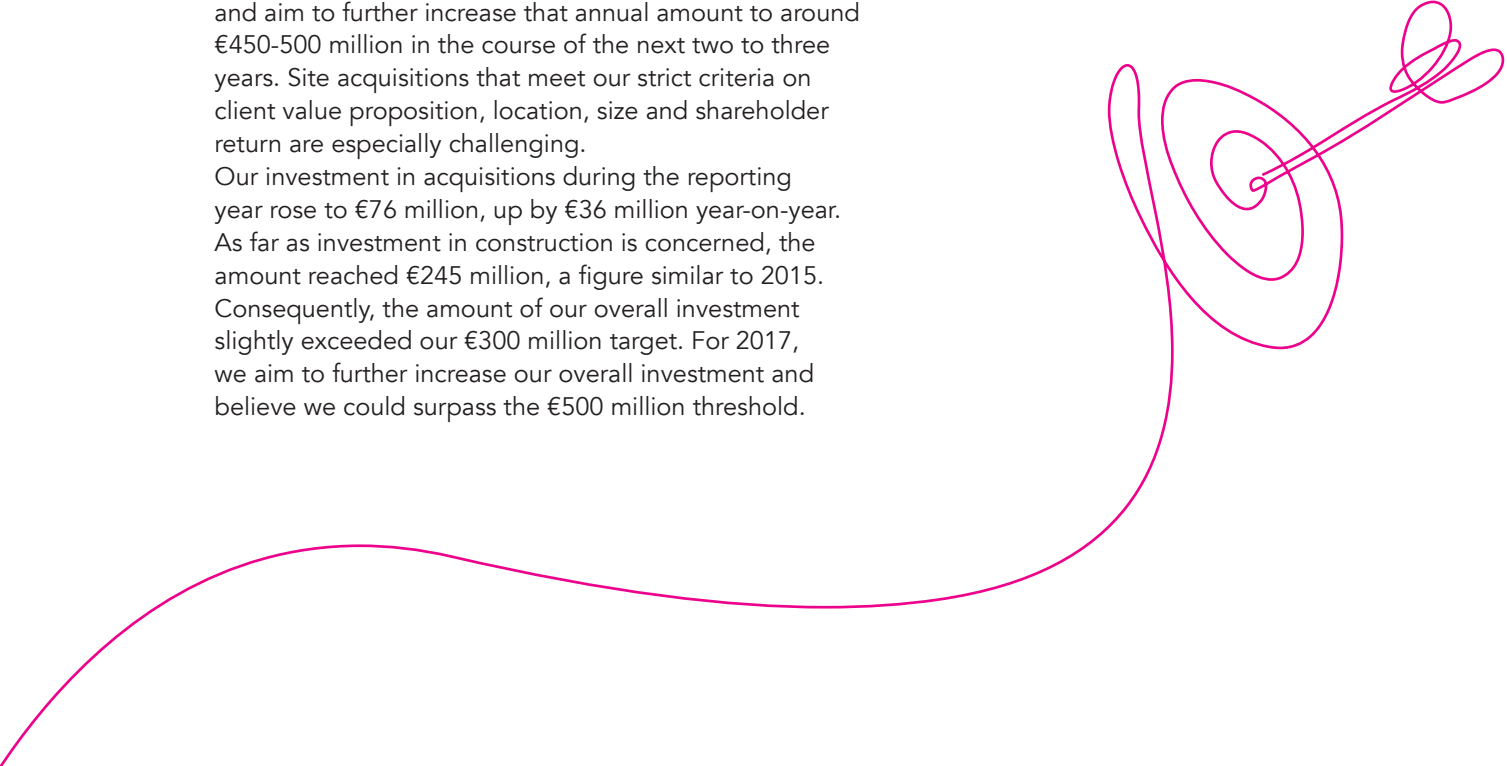 and aim to further increase that annual amount to around
€450-500 million in the course of the next two to three
years. Site acquisitions that meet our strict criteria on
client value proposition, location, size and shareholder
return are especially challenging.
Our investment in acquisitions during the reporting
year rose to €76 million, up by €36 million year-on-year.
As far as investment in construction is concerned, the
amount reached €245 million, a figure similar to 2015.
Consequently, the amount of our overall investment
slightly exceeded our €300 million target. For 2017,
we aim to further increase our overall investment and
believe we could surpass the €500 million threshold.